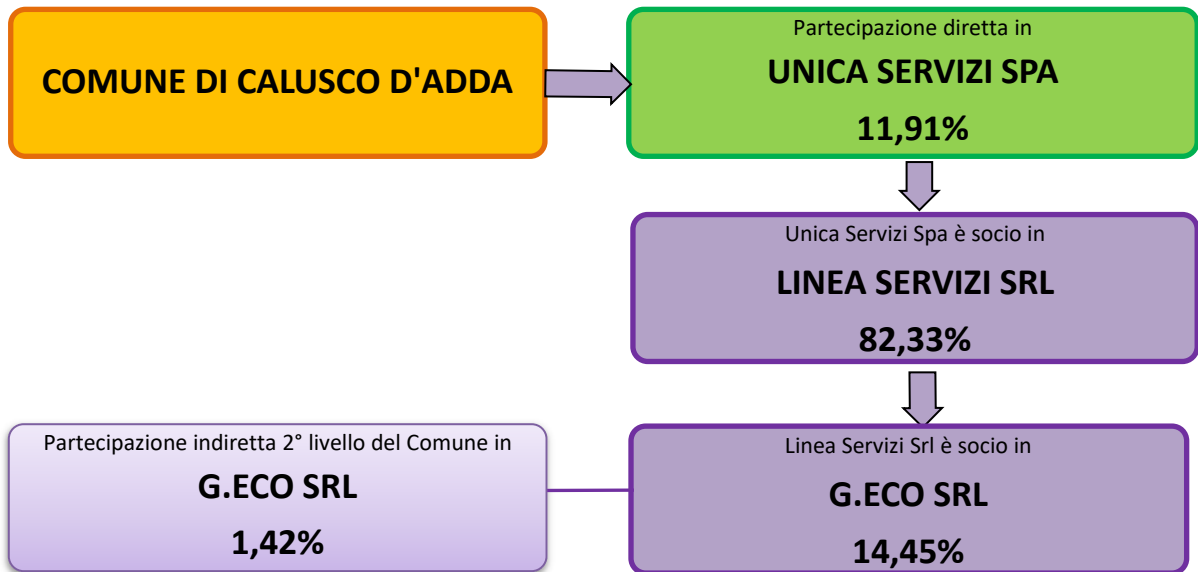 COMUNE DI CALUSCO D'ADDA
Partecipazione diretta in
UNICA SERVIZI SPA
11,91%
Unica Servizi Spa è socio in
LINEA SERVIZI SRL
82,33%
Partecipazione indiretta 2° livello del Comune in
G.ECO SRL
1,42%
Linea Servizi Srl è socio in
G.ECO SRL
14,45%